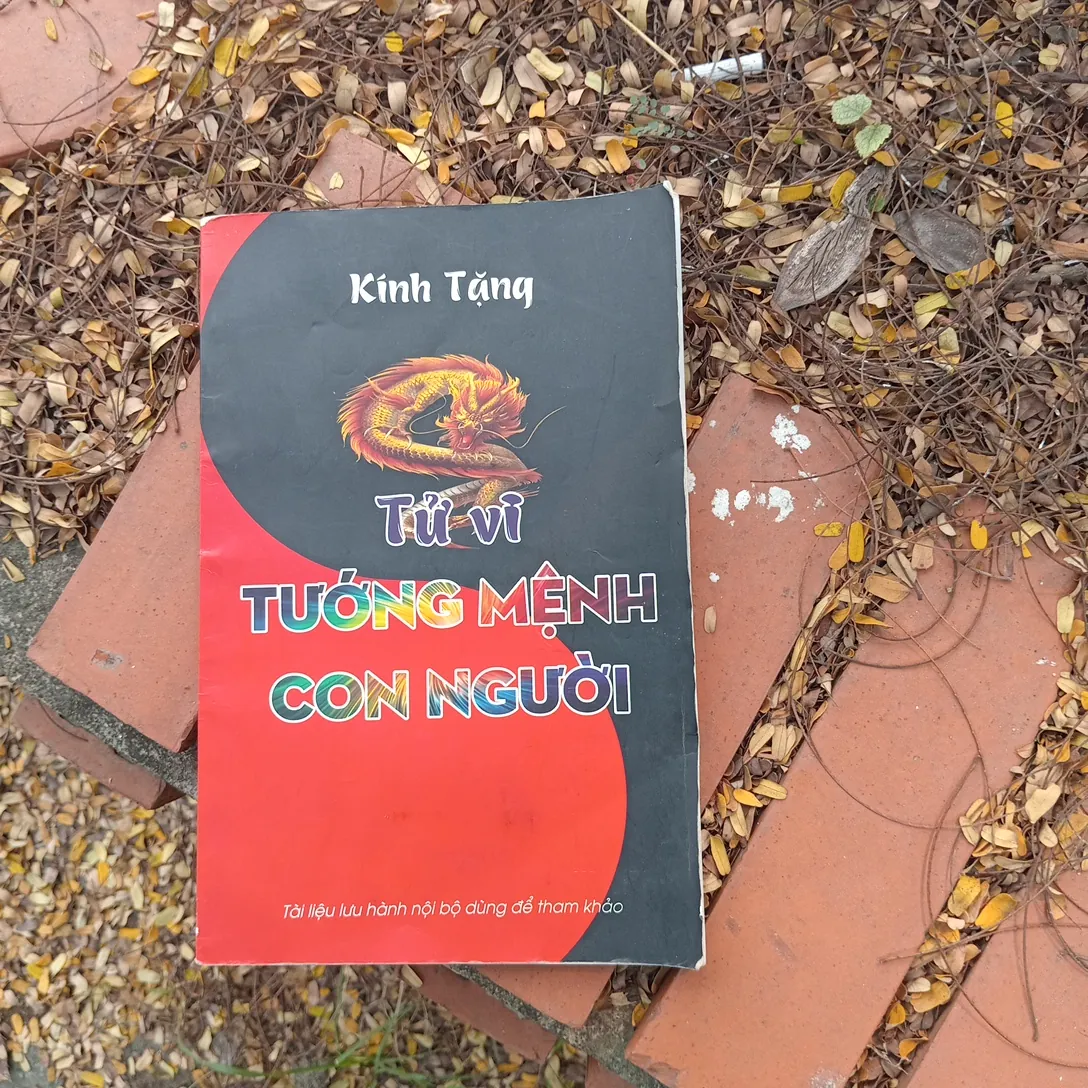 Kính Tặng
Tử vi
TƯỚNG MỆNH
CON NGƯỜI
Tài liệu lưu hành nội bộ dùng để tham khảo